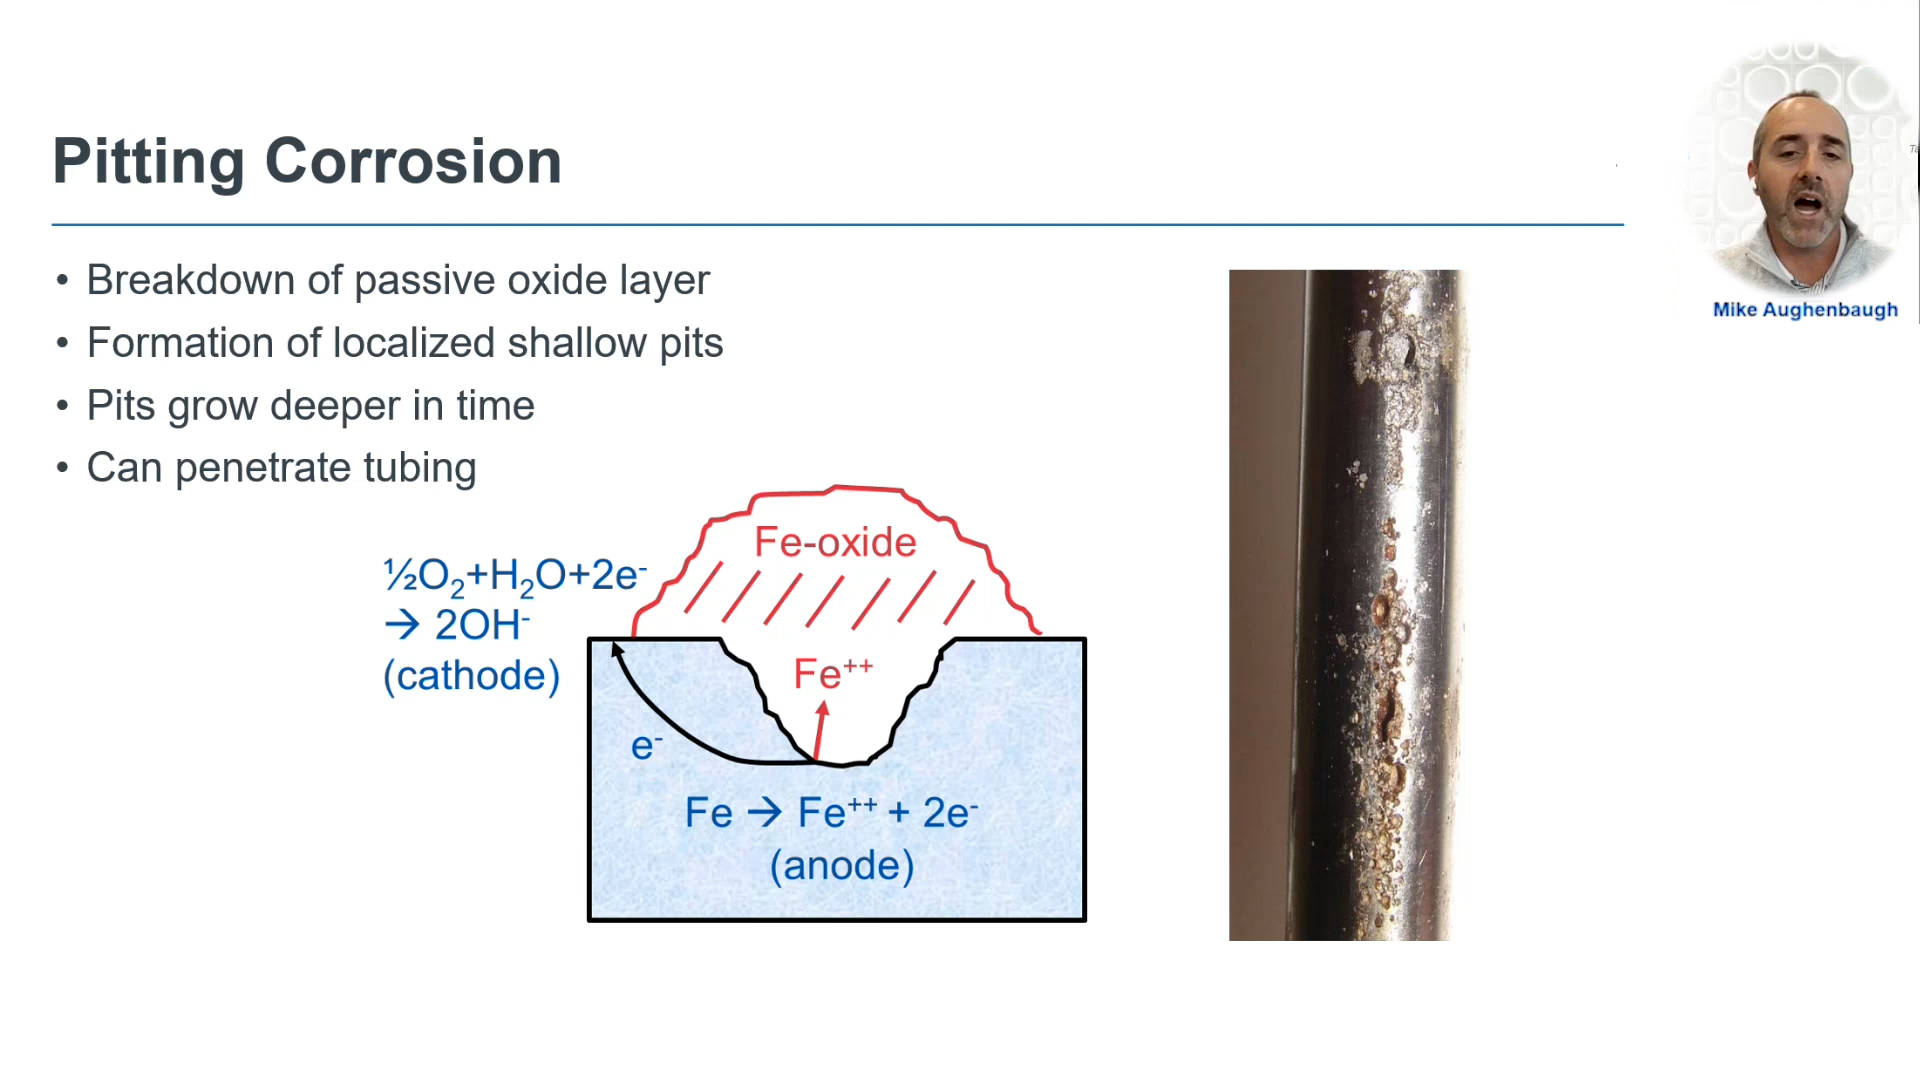 Pitting Corrosion
Mike Aughenbaugh
• Breakdown of passive oxide layer
• Formation of localized shallow pits
• Pits grow deeper in time
• Can penetrate tubing
Fe-oxide
½O₂+H₂O+2e⁻
→ 2OH⁻
(cathode)
Fe⁺⁺
e⁻
Fe → Fe⁺⁺ + 2e⁻
(anode)